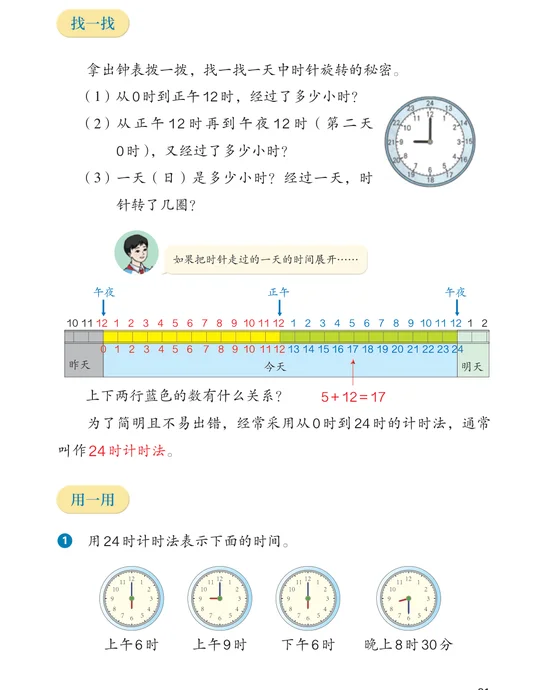 找一找
拿出钟表拨一拨，找一找一天中时针旋转的秘密。
（1）从0时到正午12时，经过了多少小时？
（2）从正午12时再到午夜12时（第二天
0时），又经过了多少小时？
（3）一天（日）是多少小时？经过一天，时
针转了几圈？
如果把时针走过的一天的时间展开……
午夜 正午 午夜
10 11 12 1 2 3 4 5 6 7 8 9 10 11 12 1 2 3 4 5 6 7 8 9 10 11 12 1 2
0 1 2 3 4 5 6 7 8 9 10 11 12 13 14 15 16 17 18 19 20 21 22 23 24
昨天 今天 明天
上下两行蓝色的数有什么关系？ 5+12=17
为了简明且不易出错，经常采用从0时到24时的计时法，通常
叫作24时计时法。
用一用
1 用24时计时法表示下面的时间。
上午6时 上午9时 下午6时 晚上8时30分